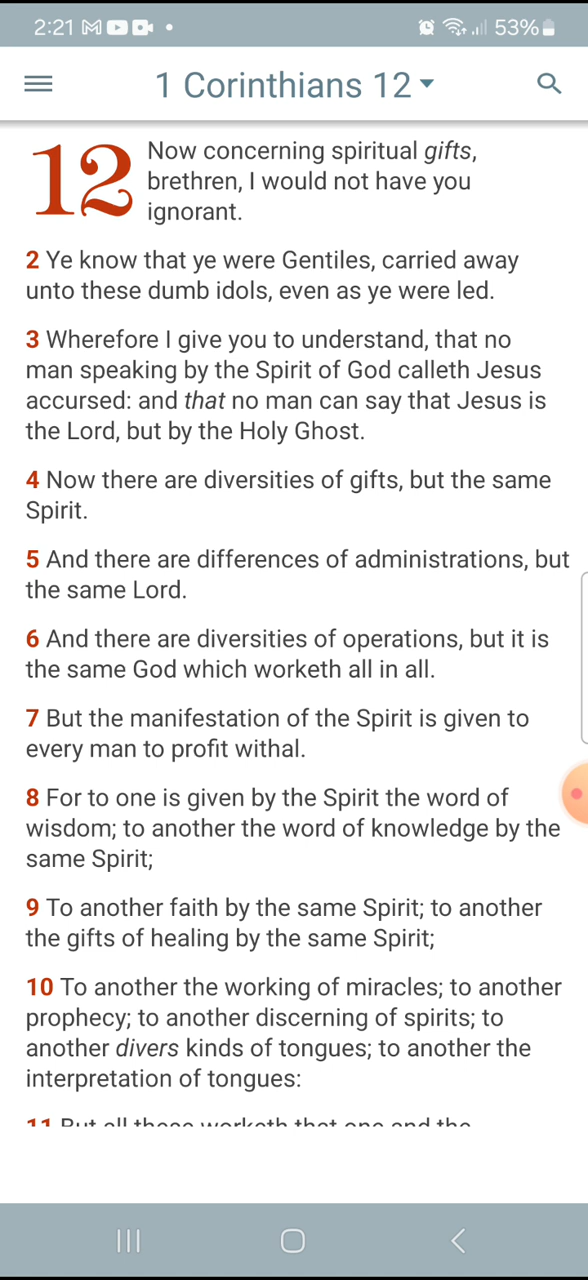 2:21
53%
1 Corinthians 12
12 Now concerning spiritual gifts,
brethren, I would not have you
ignorant.
2 Ye know that ye were Gentiles, carried away
unto these dumb idols, even as ye were led.
3 Wherefore I give you to understand, that no
man speaking by the Spirit of God calleth Jesus
accursed: and that no man can say that Jesus is
the Lord, but by the Holy Ghost.
4 Now there are diversities of gifts, but the same
Spirit.
5 And there are differences of administrations, but
the same Lord.
6 And there are diversities of operations, but it is
the same God which worketh all in all.
7 But the manifestation of the Spirit is given to
every man to profit withal.
8 For to one is given by the Spirit the word of
wisdom; to another the word of knowledge by the
same Spirit;
9 To another faith by the same Spirit; to another
the gifts of healing by the same Spirit;
10 To another the working of miracles; to another
prophecy; to another discerning of spirits; to
another divers kinds of tongues; to another the
interpretation of tongues:
11 But all these worketh that one and the